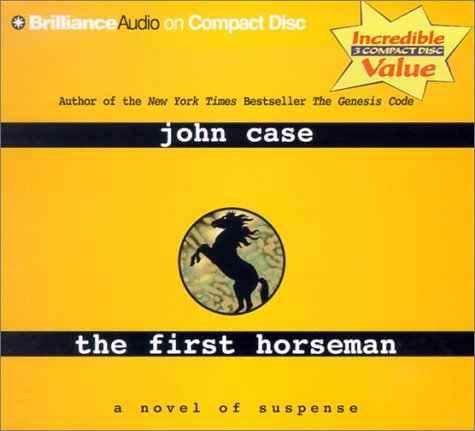 BrillianceAudio on Compact Disc
Incredible
3 COMPACT DISC
Value
Author of the New York Times Bestseller The Genesis Code
john case
the first horseman
a novel of suspense